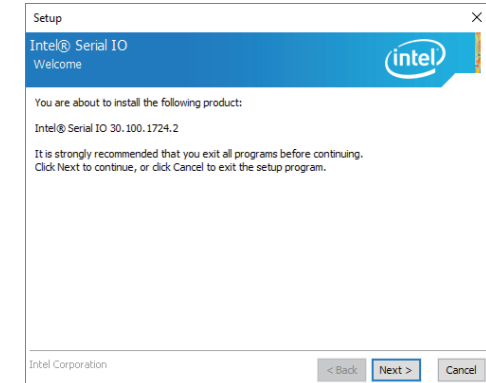 Setup
Intel® Serial IO
Welcome
intel
You are about to install the following product:
Intel® Serial IO 30.100.1724.2
It is strongly recommended that you exit all programs before continuing.
Click Next to continue, or click Cancel to exit the setup program.
Intel Corporation
< Back Next > Cancel